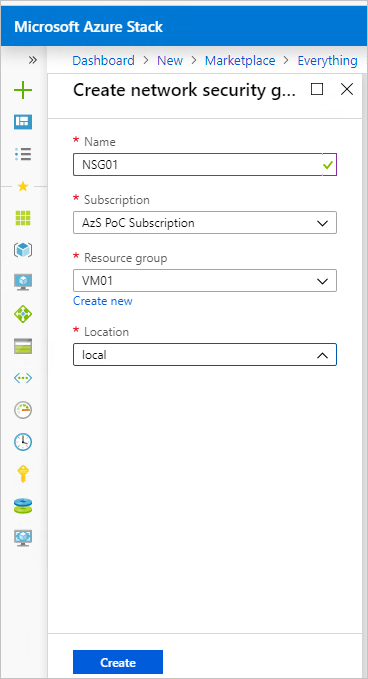 Microsoft Azure Stack
Dashboard > New > Marketplace > Everything
Create network security g...
* Name
NSG01
* Subscription
AzS PoC Subscription
* Resource group
VM01
Create new
* Location
local
Create